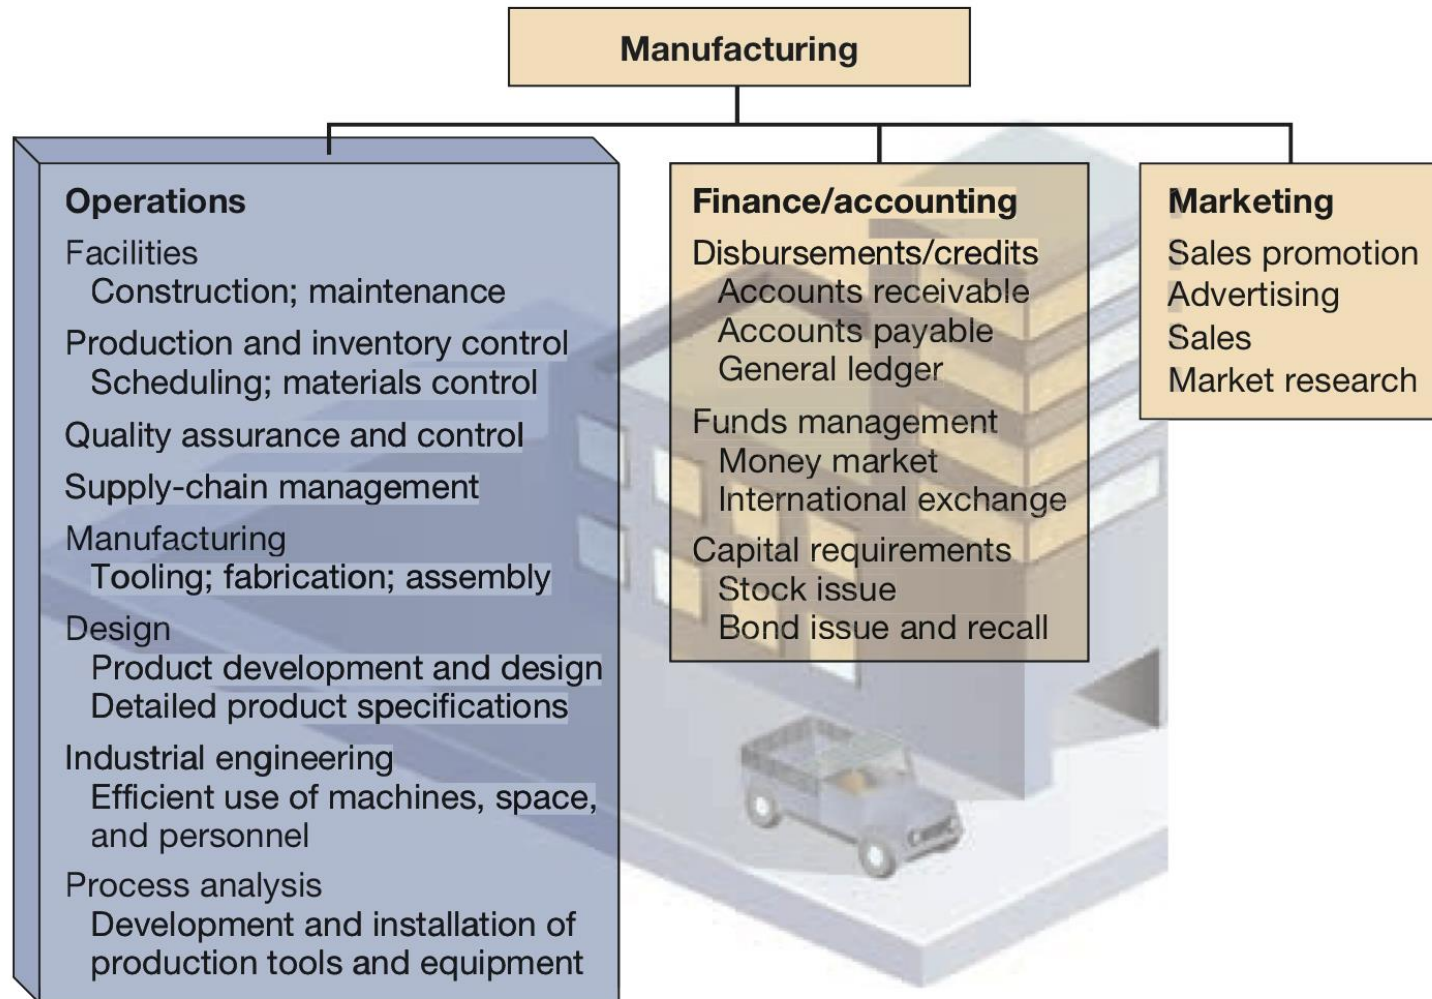 Manufacturing
Operations
Facilities
Construction; maintenance
Production and inventory control
Scheduling; materials control
Quality assurance and control
Supply-chain management
Manufacturing
Tooling; fabrication; assembly
Design
Product development and design
Detailed product specifications
Industrial engineering
Efficient use of machines, space,
and personnel
Process analysis
Development and installation of
production tools and equipment
Finance/accounting
Disbursements/credits
Accounts receivable
Accounts payable
General ledger
Funds management
Money market
International exchange
Capital requirements
Stock issue
Bond issue and recall
Marketing
Sales promotion
Advertising
Sales
Market research